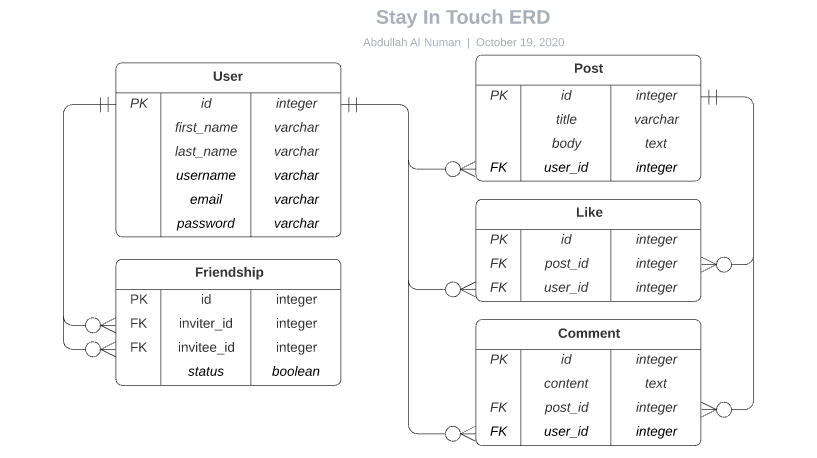 Stay In Touch ERD
Abdullah Al Numan | October 19, 2020
User
PK id integer
first_name varchar
last_name varchar
username varchar
email varchar
password varchar
Friendship
PK id integer
FK inviter_id integer
FK invitee_id integer
status boolean
Post
PK id integer
title varchar
body text
FK user_id integer
Like
PK id integer
FK post_id integer
FK user_id integer
Comment
PK id integer
content text
FK post_id integer
FK user_id integer